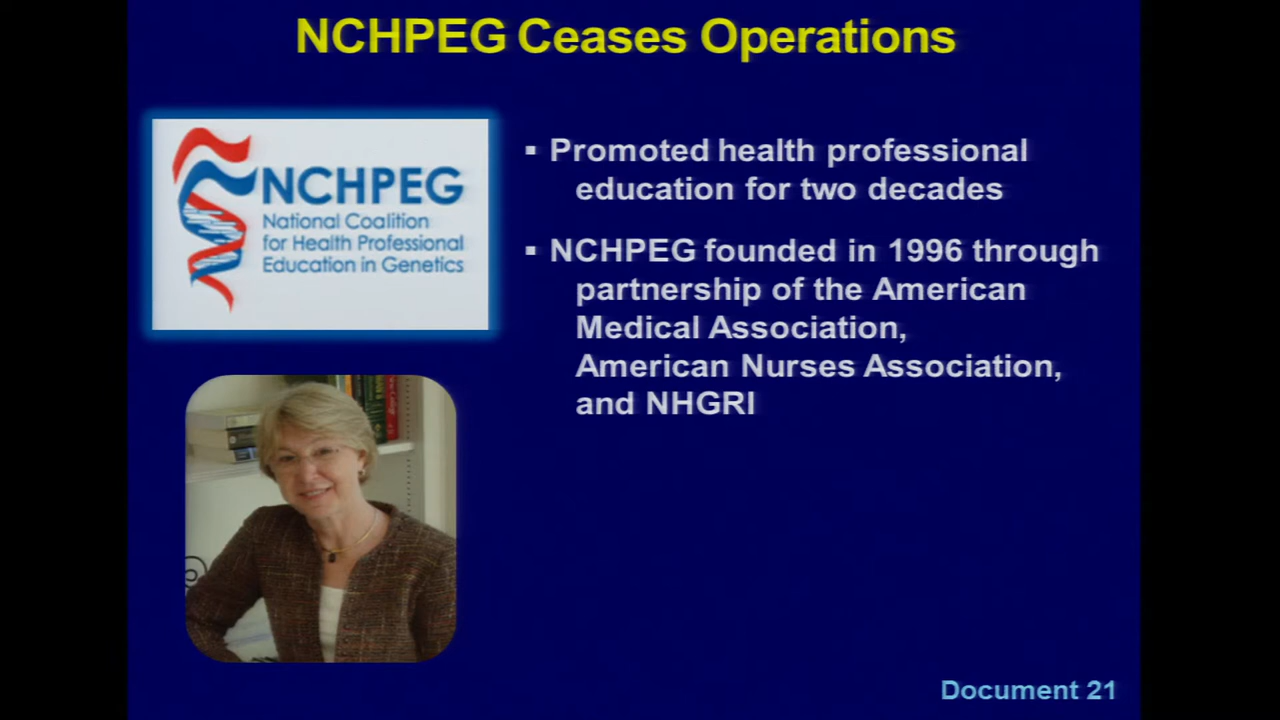 NCHPEG Ceases Operations
NCHPEG
National Coalition
for Health Professional
Education in Genetics
▪ Promoted health professional
education for two decades
▪ NCHPEG founded in 1996 through
partnership of the American
Medical Association,
American Nurses Association,
and NHGRI
Document 21